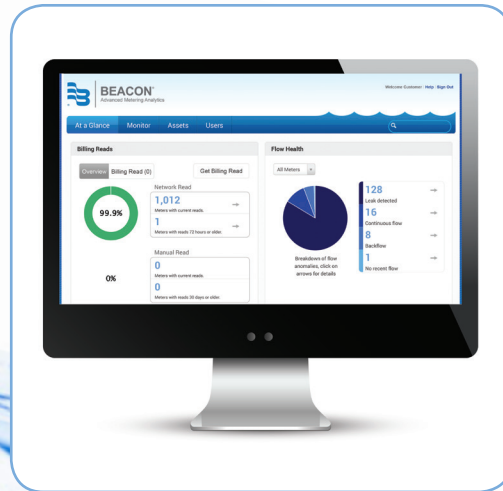 BEACON
Advanced Metering Analytics
Welcome Customer | Help | Sign Out
At a Glance Monitor Assets Users
Billing Reads
Overview Billing Read (0) Get Billing Read
99.9%
Network Read
1,012
Meters with current reads.
1
Meters with reads 72 hours or older.
0%
Manual Read
0
Meters with current reads.
0
Meters with reads 30 days or older.
Flow Health
All Meters
Breakdown of flow
anomalies, click on
arrows for details
128
Leak detected
16
Continuous flow
8
Backflow
1
No recent flow